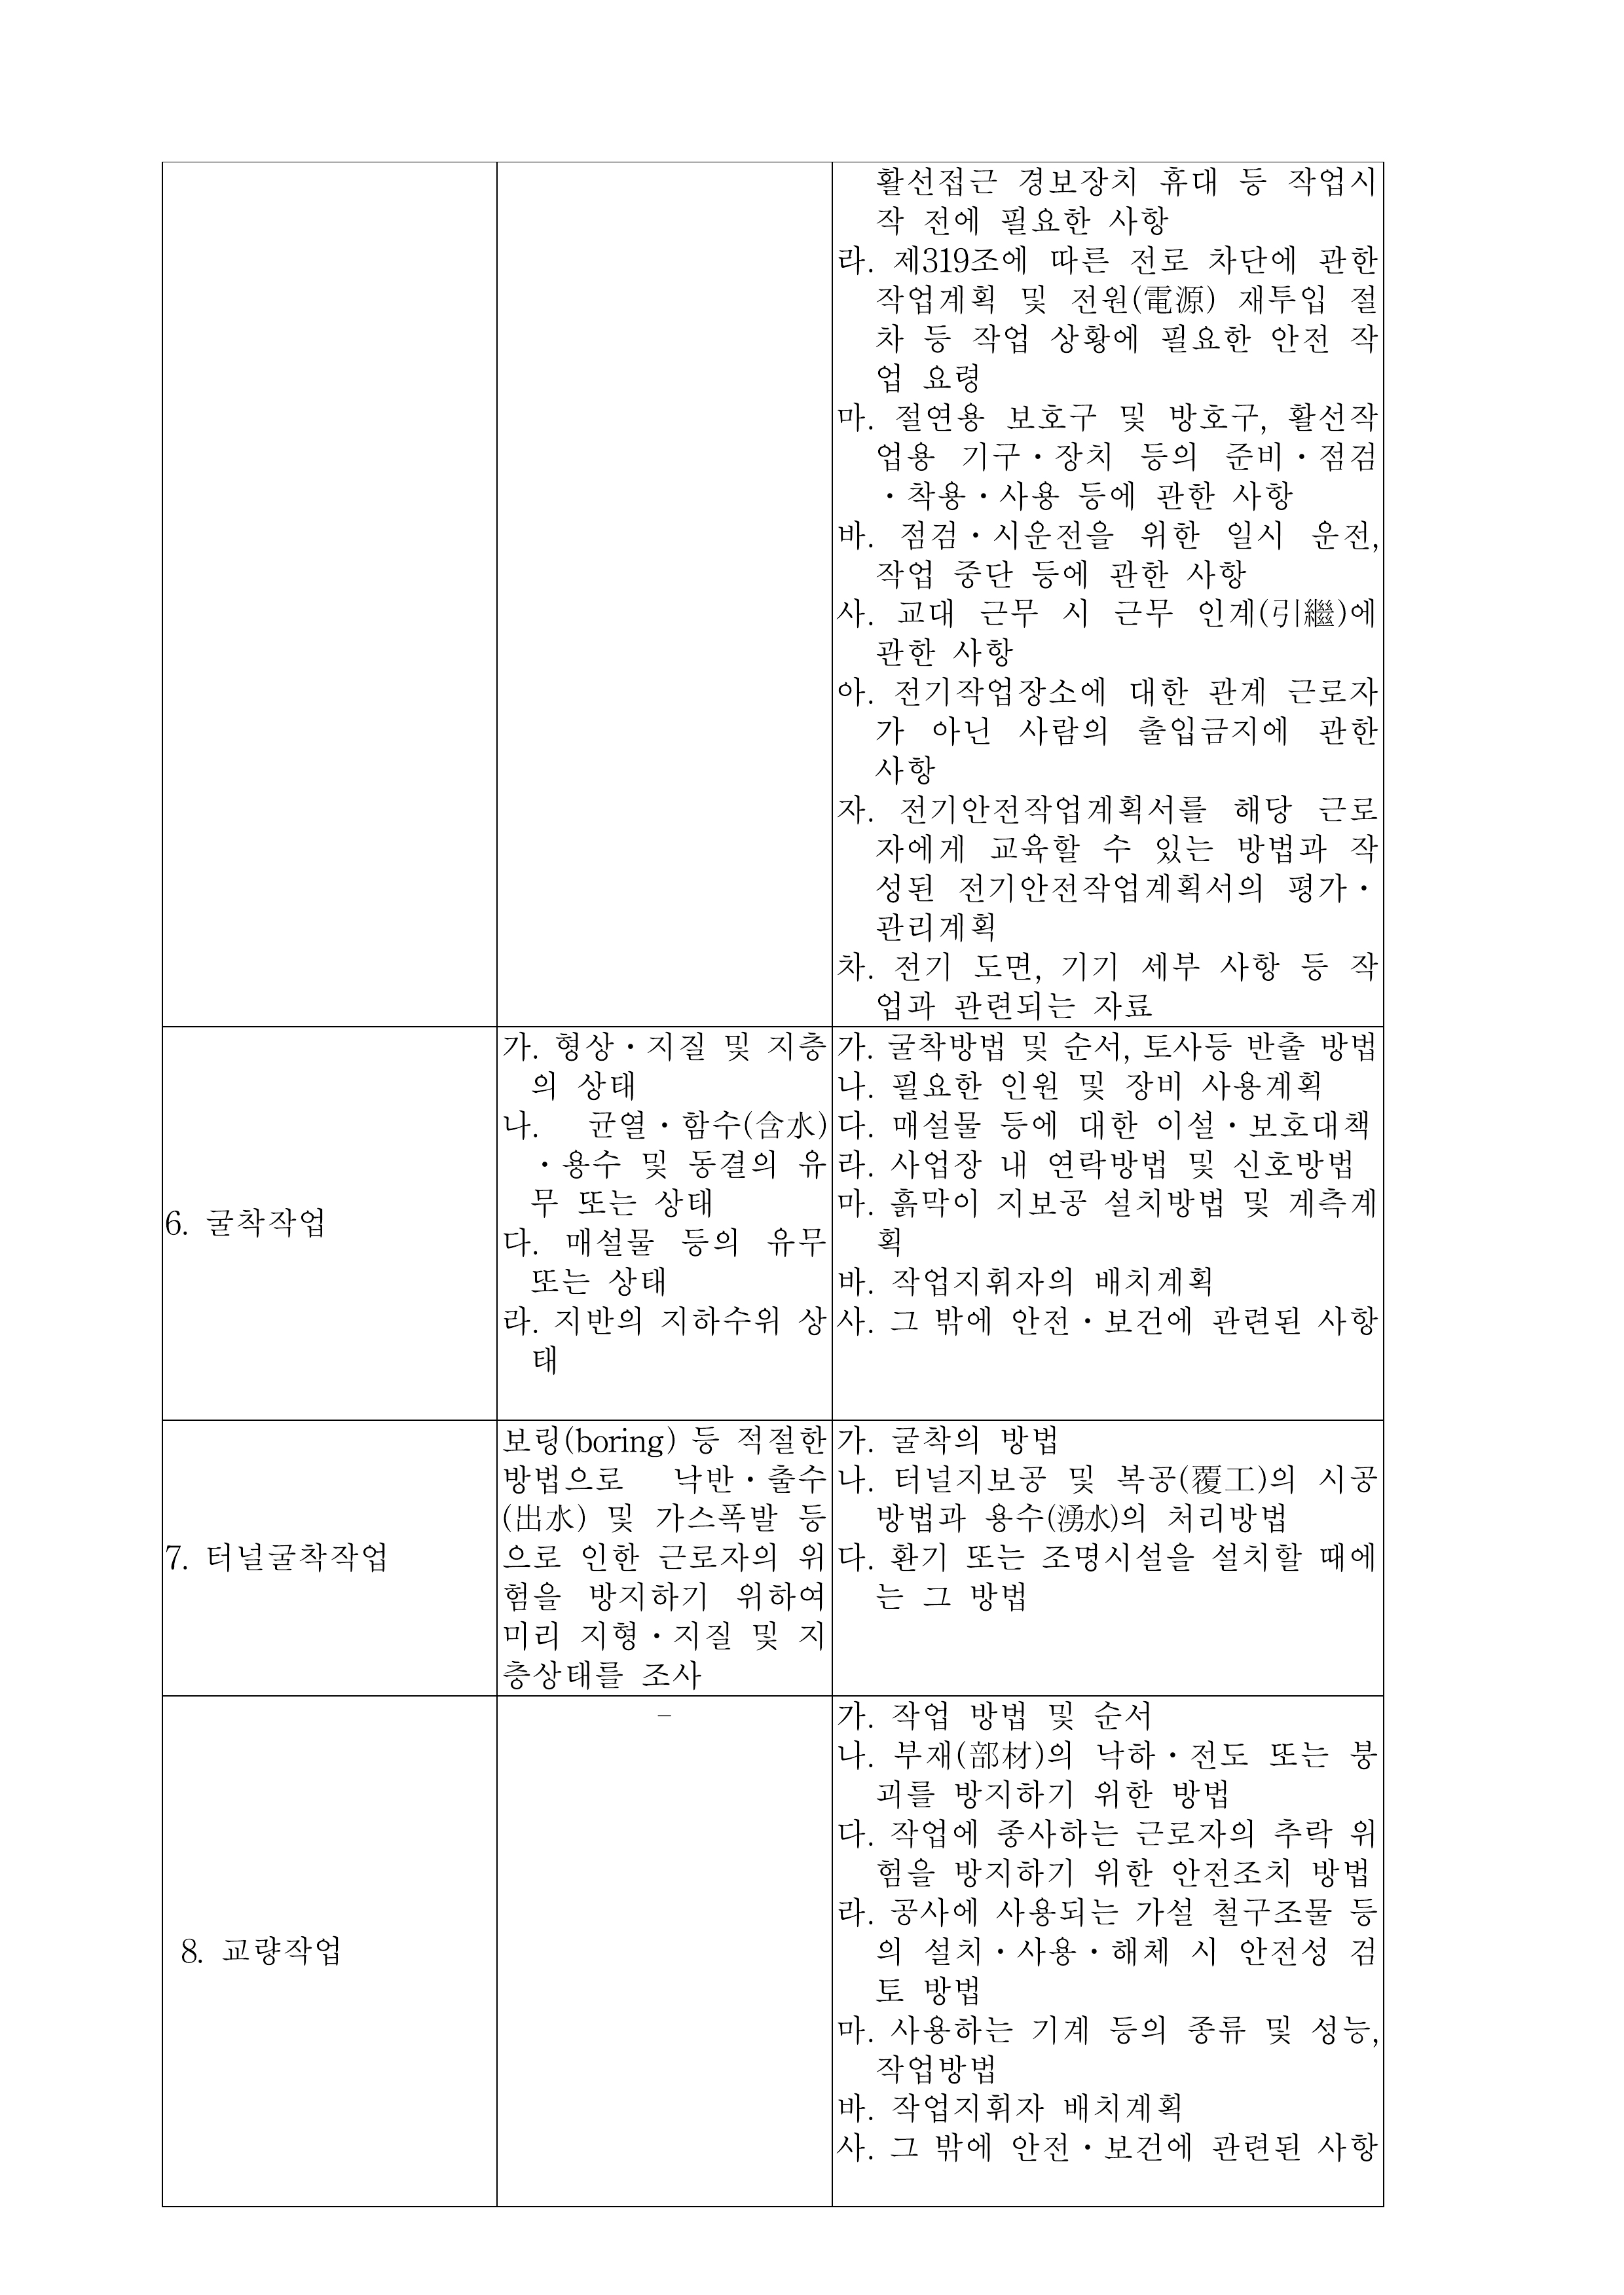 활선접근 경보장치 휴대 등 작업시
작 전에 필요한 사항
라. 제319조에 따른 전로 차단에 관한
작업계획 및 전원(電源) 재투입 절
차 등 작업 상황에 필요한 안전 작
업 요령
마. 절연용 보호구 및 방호구, 활선작
업용 기구·장치 등의 준비·점검
·착용·사용 등에 관한 사항
바. 점검·시운전을 위한 일시 운전,
작업 중단 등에 관한 사항
사. 교대 근무 시 근무 인계(引繼)에
관한 사항
아. 전기작업장소에 대한 관계 근로자
가 아닌 사람의 출입금지에 관한
사항
자. 전기안전작업계획서를 해당 근로
자에게 교육할 수 있는 방법과 작
성된 전기안전작업계획서의 평가·
관리계획
차. 전기 도면, 기기 세부 사항 등 작
업과 관련되는 자료
6. 굴착작업
가. 형상·지질 및 지층
의 상태
나. 균열·함수(含水)
·용수 및 동결의 유
무 또는 상태
다. 매설물 등의 유무
또는 상태
라. 지반의 지하수위 상
태
가. 굴착방법 및 순서, 토사등 반출 방법
나. 필요한 인원 및 장비 사용계획
다. 매설물 등에 대한 이설·보호대책
라. 사업장 내 연락방법 및 신호방법
마. 흙막이 지보공 설치방법 및 계측계
획
바. 작업지휘자의 배치계획
사. 그 밖에 안전·보건에 관련된 사항
7. 터널굴착작업
보링(boring) 등 적절한
방법으로 낙반·출수
(出水) 및 가스폭발 등
으로 인한 근로자의 위
험을 방지하기 위하여
미리 지형·지질 및 지
층상태를 조사
가. 굴착의 방법
나. 터널지보공 및 복공(覆工)의 시공
방법과 용수(湧水)의 처리방법
다. 환기 또는 조명시설을 설치할 때에
는 그 방법
8. 교량작업
-
가. 작업 방법 및 순서
나. 부재(部材)의 낙하·전도 또는 붕
괴를 방지하기 위한 방법
다. 작업에 종사하는 근로자의 추락 위
험을 방지하기 위한 안전조치 방법
라. 공사에 사용되는 가설 철구조물 등
의 설치·사용·해체 시 안전성 검
토 방법
마. 사용하는 기계 등의 종류 및 성능,
작업방법
바. 작업지휘자 배치계획
사. 그 밖에 안전·보건에 관련된 사항